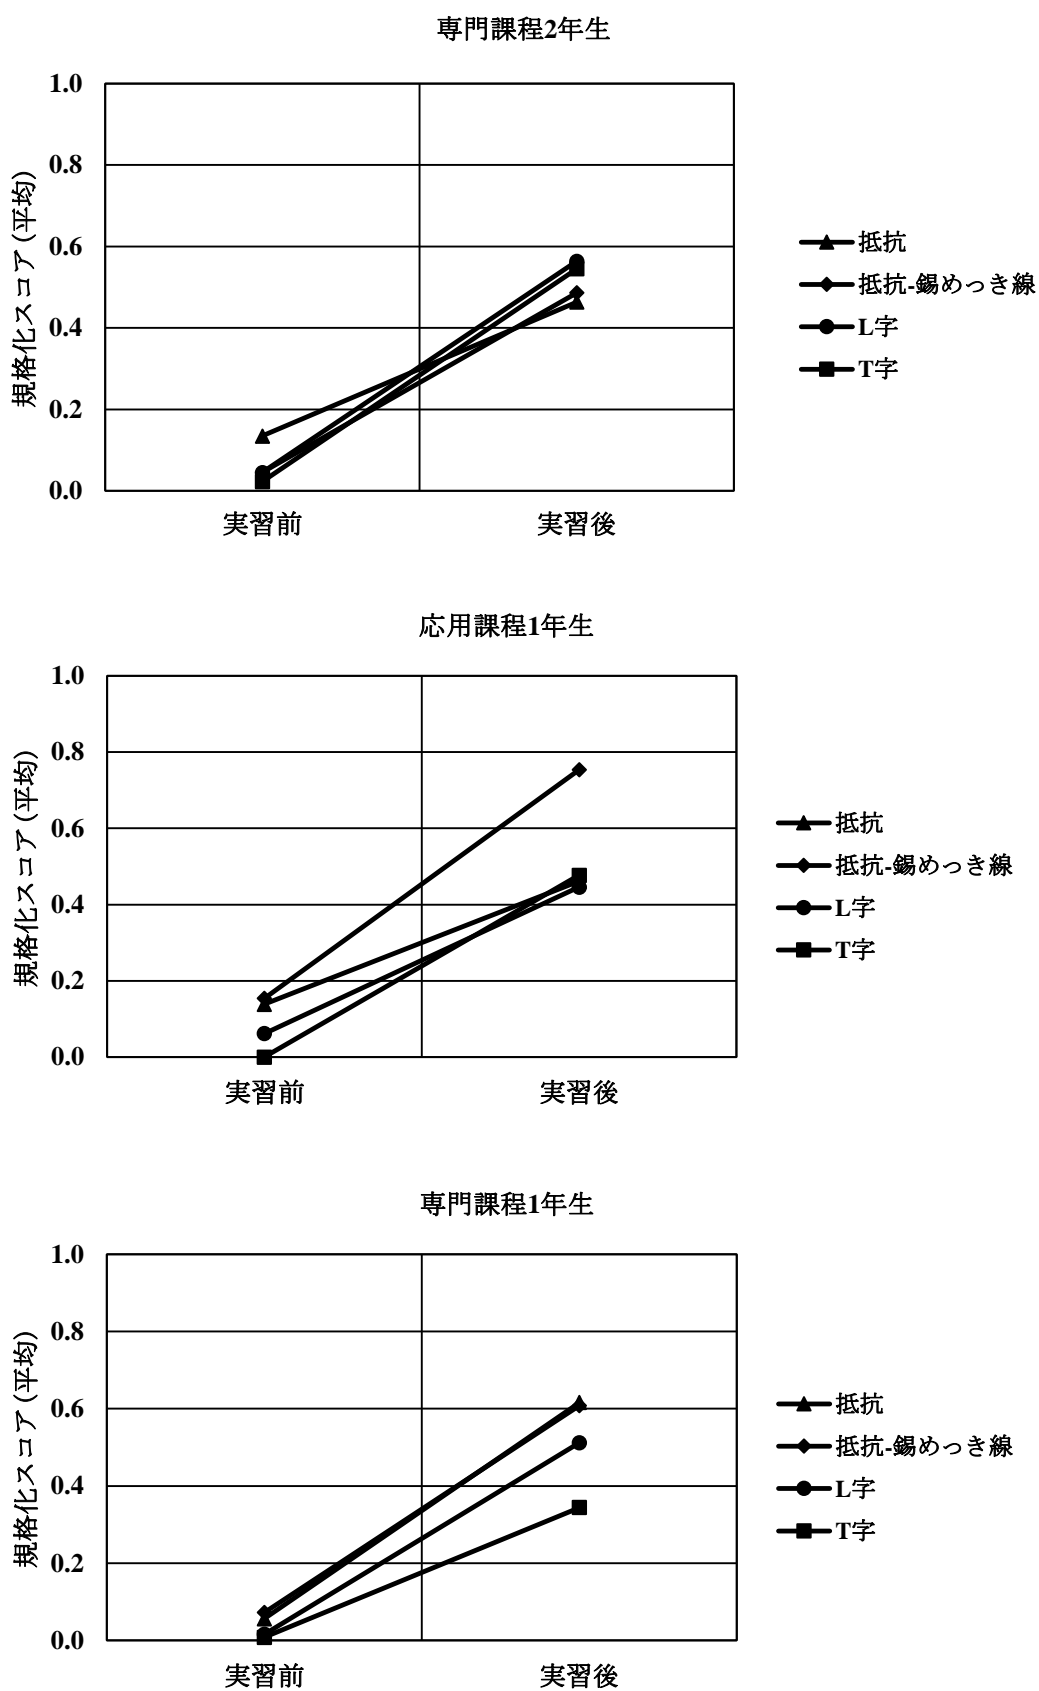 専門課程2年生
1.0
0.8
0.6
0.4
0.2
0.0
規格化スコア(平均)
実習前
実習後
抵抗
抵抗-錫めっき線
L字
T字
応用課程1年生
1.0
0.8
0.6
0.4
0.2
0.0
規格化スコア(平均)
実習前
実習後
抵抗
抵抗-錫めっき線
L字
T字
専門課程1年生
1.0
0.8
0.6
0.4
0.2
0.0
規格化スコア(平均)
実習前
実習後
抵抗
抵抗-錫めっき線
L字
T字